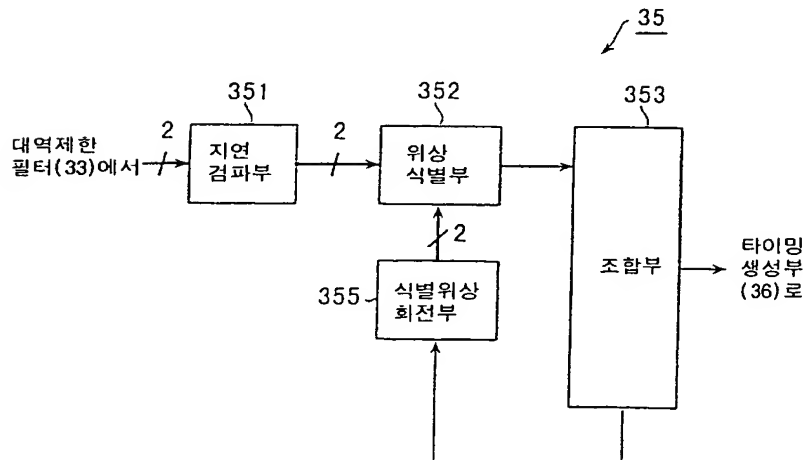 35
351
352
353
대역제한
필터(33)에서
2
지연
검파부
2
위상
식별부
2
355
식별위상
회전부
조합부
타이밍
생성부
(36)로